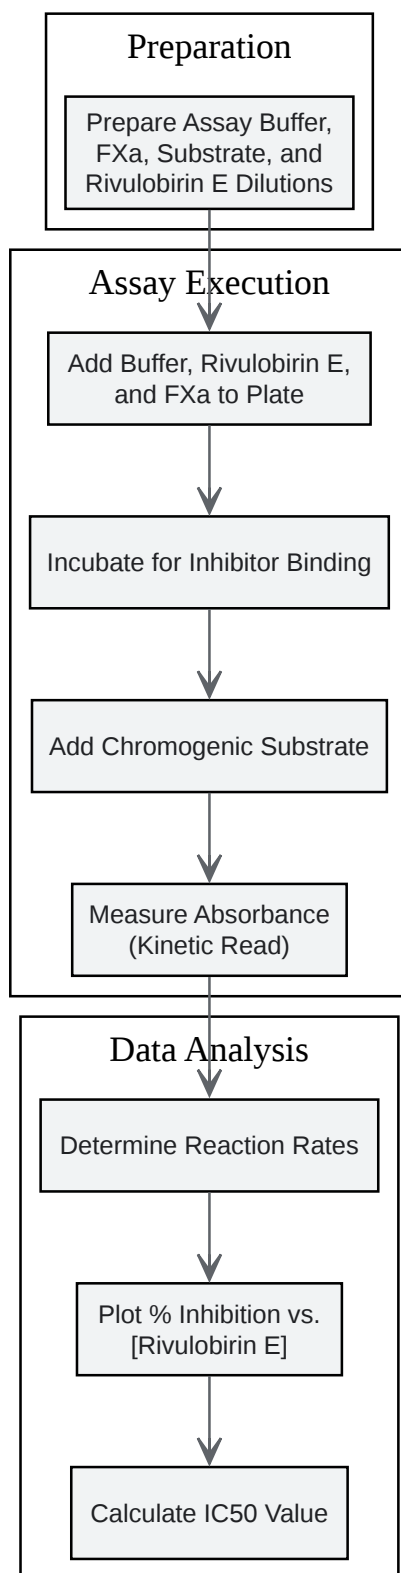 Preparation
Prepare Assay Buffer,
FXa, Substrate, and
Rivulobirin E Dilutions
Assay Execution
Add Buffer, Rivulobirin E,
and FXa to Plate
Incubate for Inhibitor Binding
Add Chromogenic Substrate
Measure Absorbance
(Kinetic Read)
Data Analysis
Determine Reaction Rates
Plot % Inhibition vs.
[Rivulobirin E]
Calculate IC50 Value